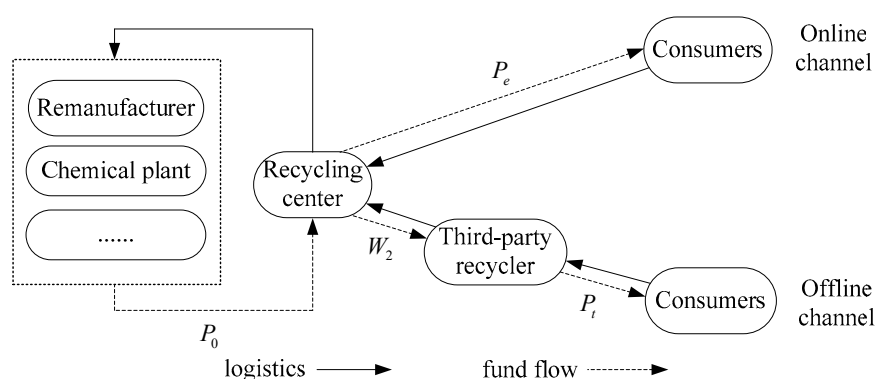 Remanufacturer
Chemical plant
......
P₀
Recycling
center
Pₑ
Consumers
Online
channel
W₂
Third-party
recycler
Pₜ
Consumers
Offline
channel
logistics
fund flow